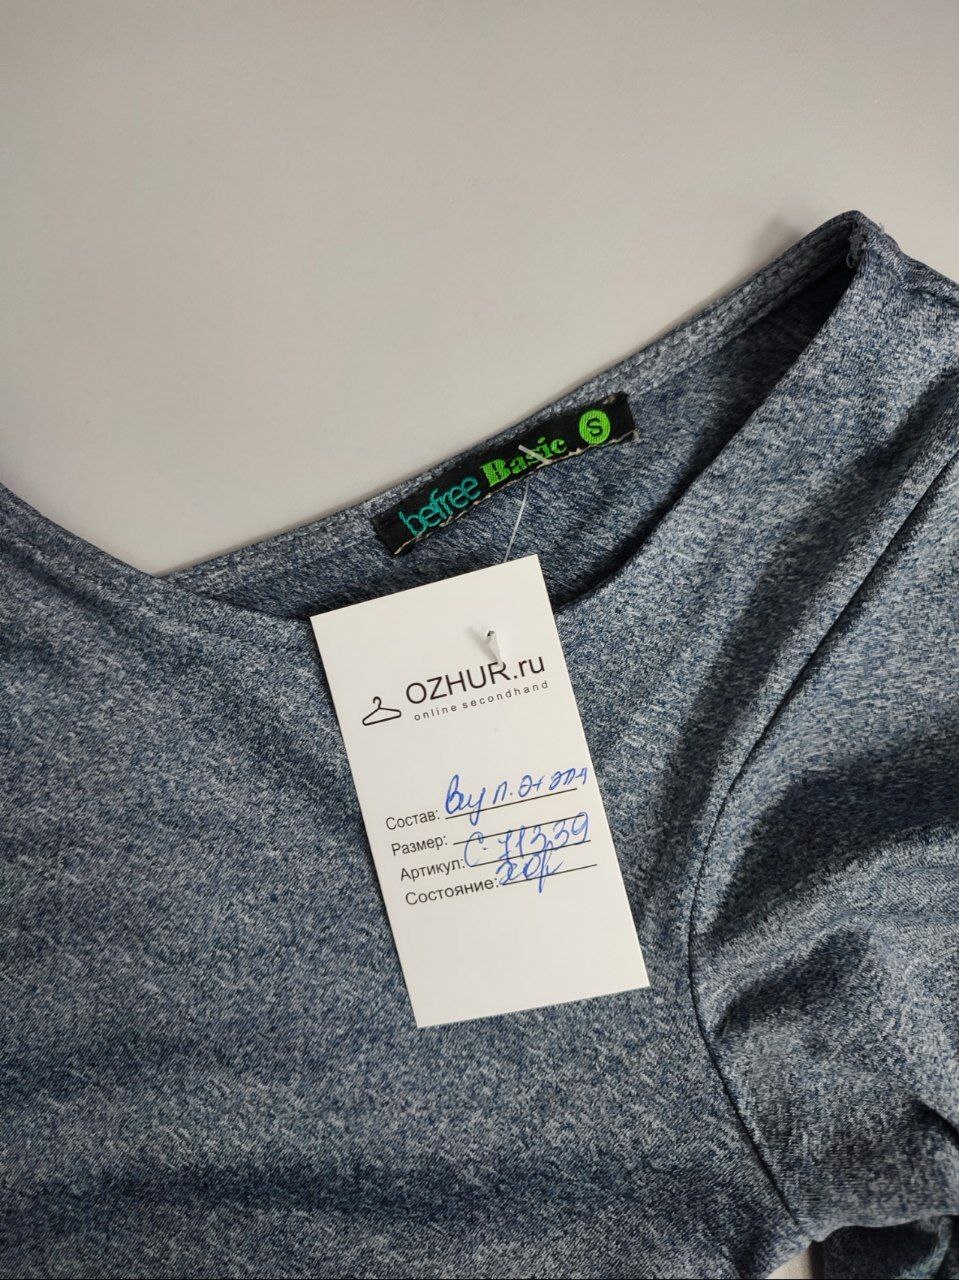 befree Basic S
OZHUR.ru
online secondhand
Состав:
Размер:
Артикул: С-11339
Состояние: хор